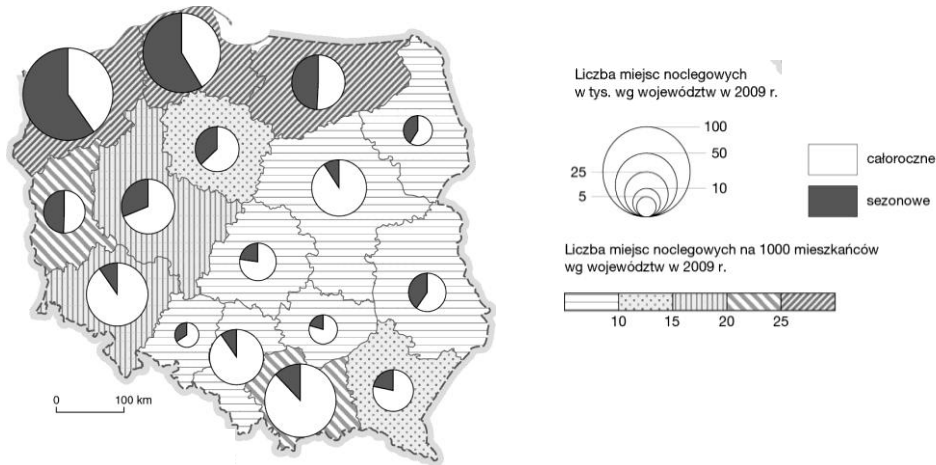 Liczba miejsc noclegowych
w tys. wg województw w 2009 r.
100
50
25
10
5
całoroczne
sezonowe
Liczba miejsc noclegowych na 1000 mieszkańców
wg województw w 2009 r.
10 15 20 25
0 100 km